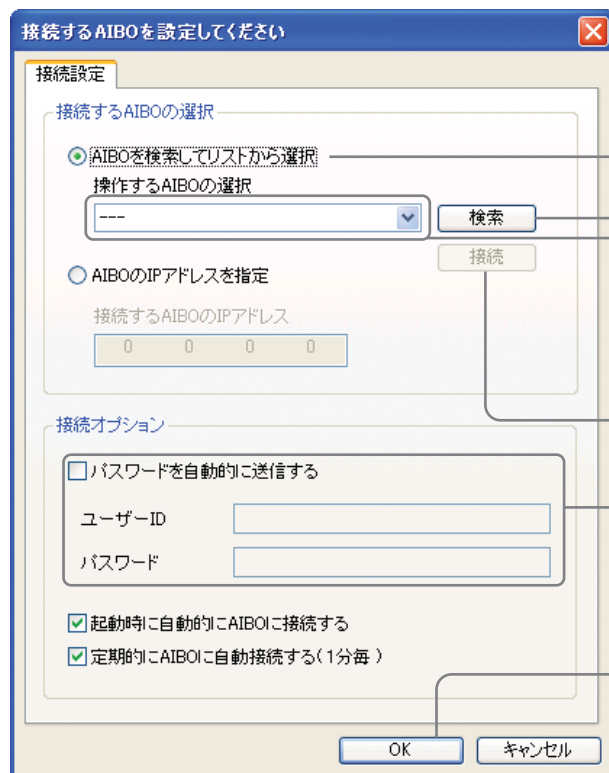 接続するAIBOを設定してください
接続設定
接続するAIBOの選択
AIBOを検索してリストから選択
操作するAIBOの選択
---
検索
接続
AIBOのIPアドレスを指定
接続するAIBOのIPアドレス
0 0 0 0
接続オプション
パスワードを自動的に送信する
ユーザーID
パスワード
起動時に自動的にAIBOに接続する
定期的にAIBOに自動接続する(1分毎)
OK キャンセル